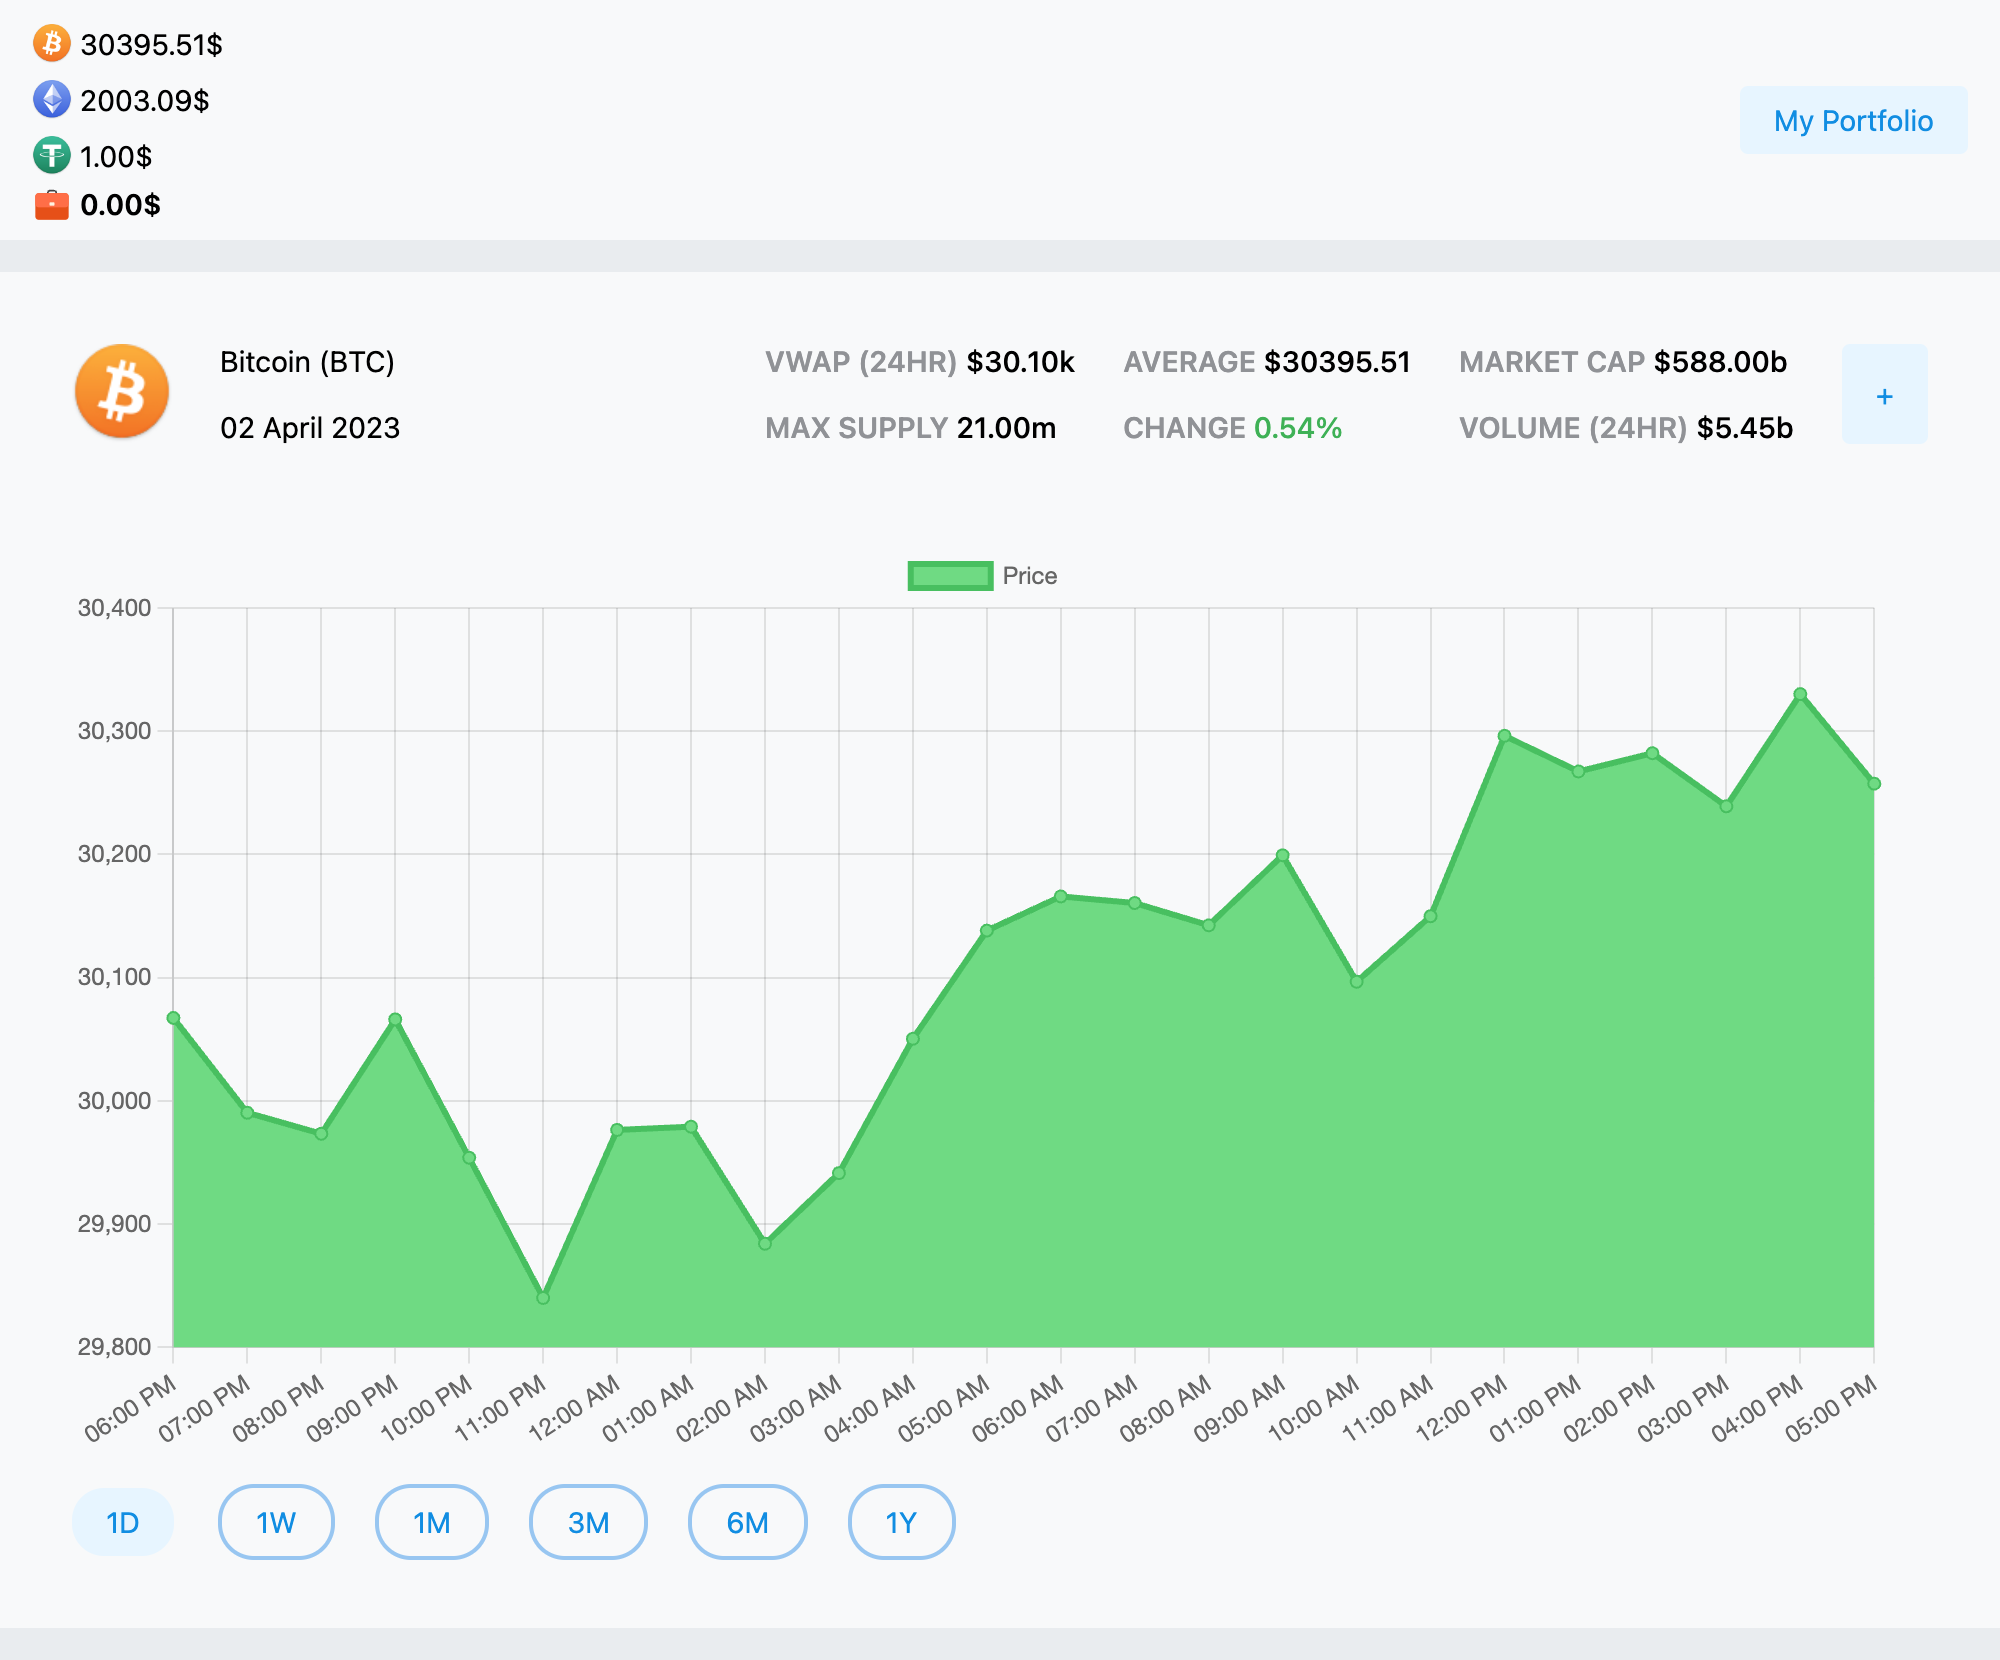 30395.51$
2003.09$
1.00$
0.00$
My Portfolio
Bitcoin (BTC)
02 April 2023
VWAP (24HR) $30.10k
AVERAGE $30395.51
MARKET CAP $588.00b
MAX SUPPLY 21.00m
CHANGE 0.54%
VOLUME (24HR) $5.45b
+
Price
30,400
30,300
30,200
30,100
30,000
29,900
29,800
06:00 PM
07:00 PM
08:00 PM
09:00 PM
10:00 PM
11:00 PM
12:00 AM
01:00 AM
02:00 AM
03:00 AM
04:00 AM
05:00 AM
06:00 AM
07:00 AM
08:00 AM
09:00 AM
10:00 AM
11:00 AM
12:00 PM
01:00 PM
02:00 PM
03:00 PM
04:00 PM
05:00 PM
1D
1W
1M
3M
6M
1Y